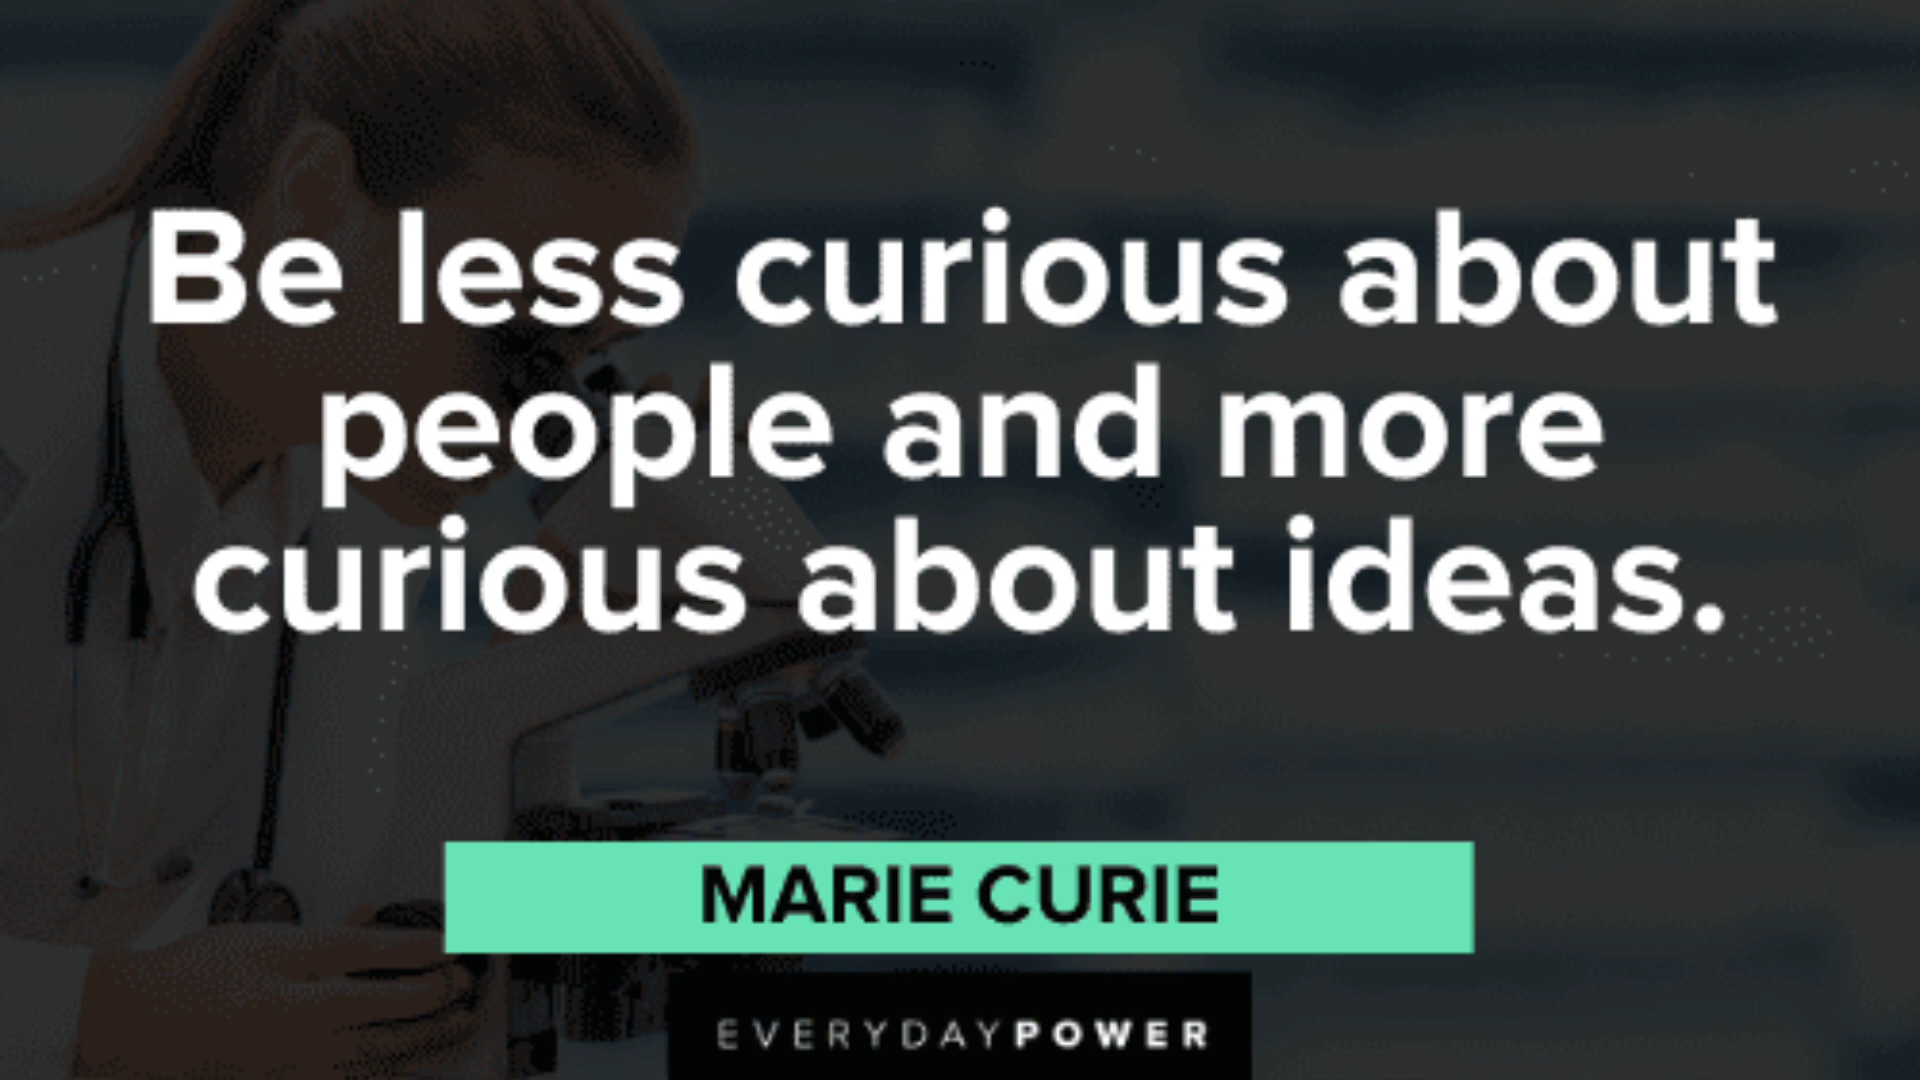 Be less curious about
people and more
curious about ideas.
MARIE CURIE
EVERYDAYPOWER